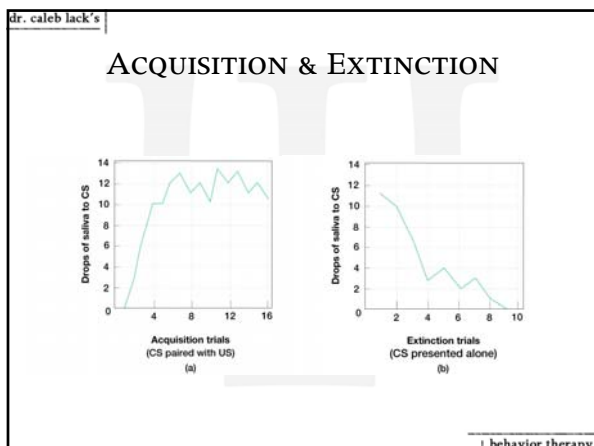 dr. caleb lack's
ACQUISITION & EXTINCTION
Drops of saliva to CS
14
12
10
8
6
4
2
0
4
8
12
16
Acquisition trials
(CS paired with US)
(a)
Drops of saliva to CS
14
12
10
8
6
4
2
0
2
4
6
8
10
Extinction trials
(CS presented alone)
(b)
behavior therapy